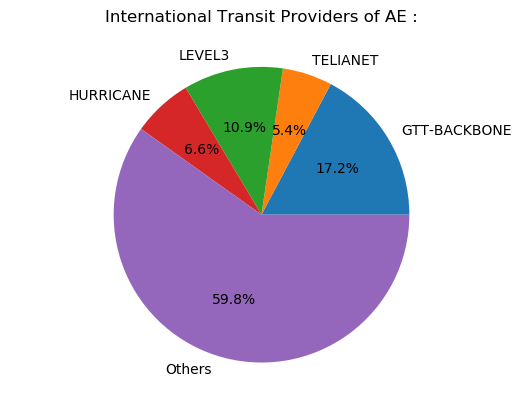 International Transit Providers of AE :
LEVEL3
TELIANET
HURRICANE
GTT-BACKBONE
10.9%
5.4%
6.6%
17.2%
59.8%
Others